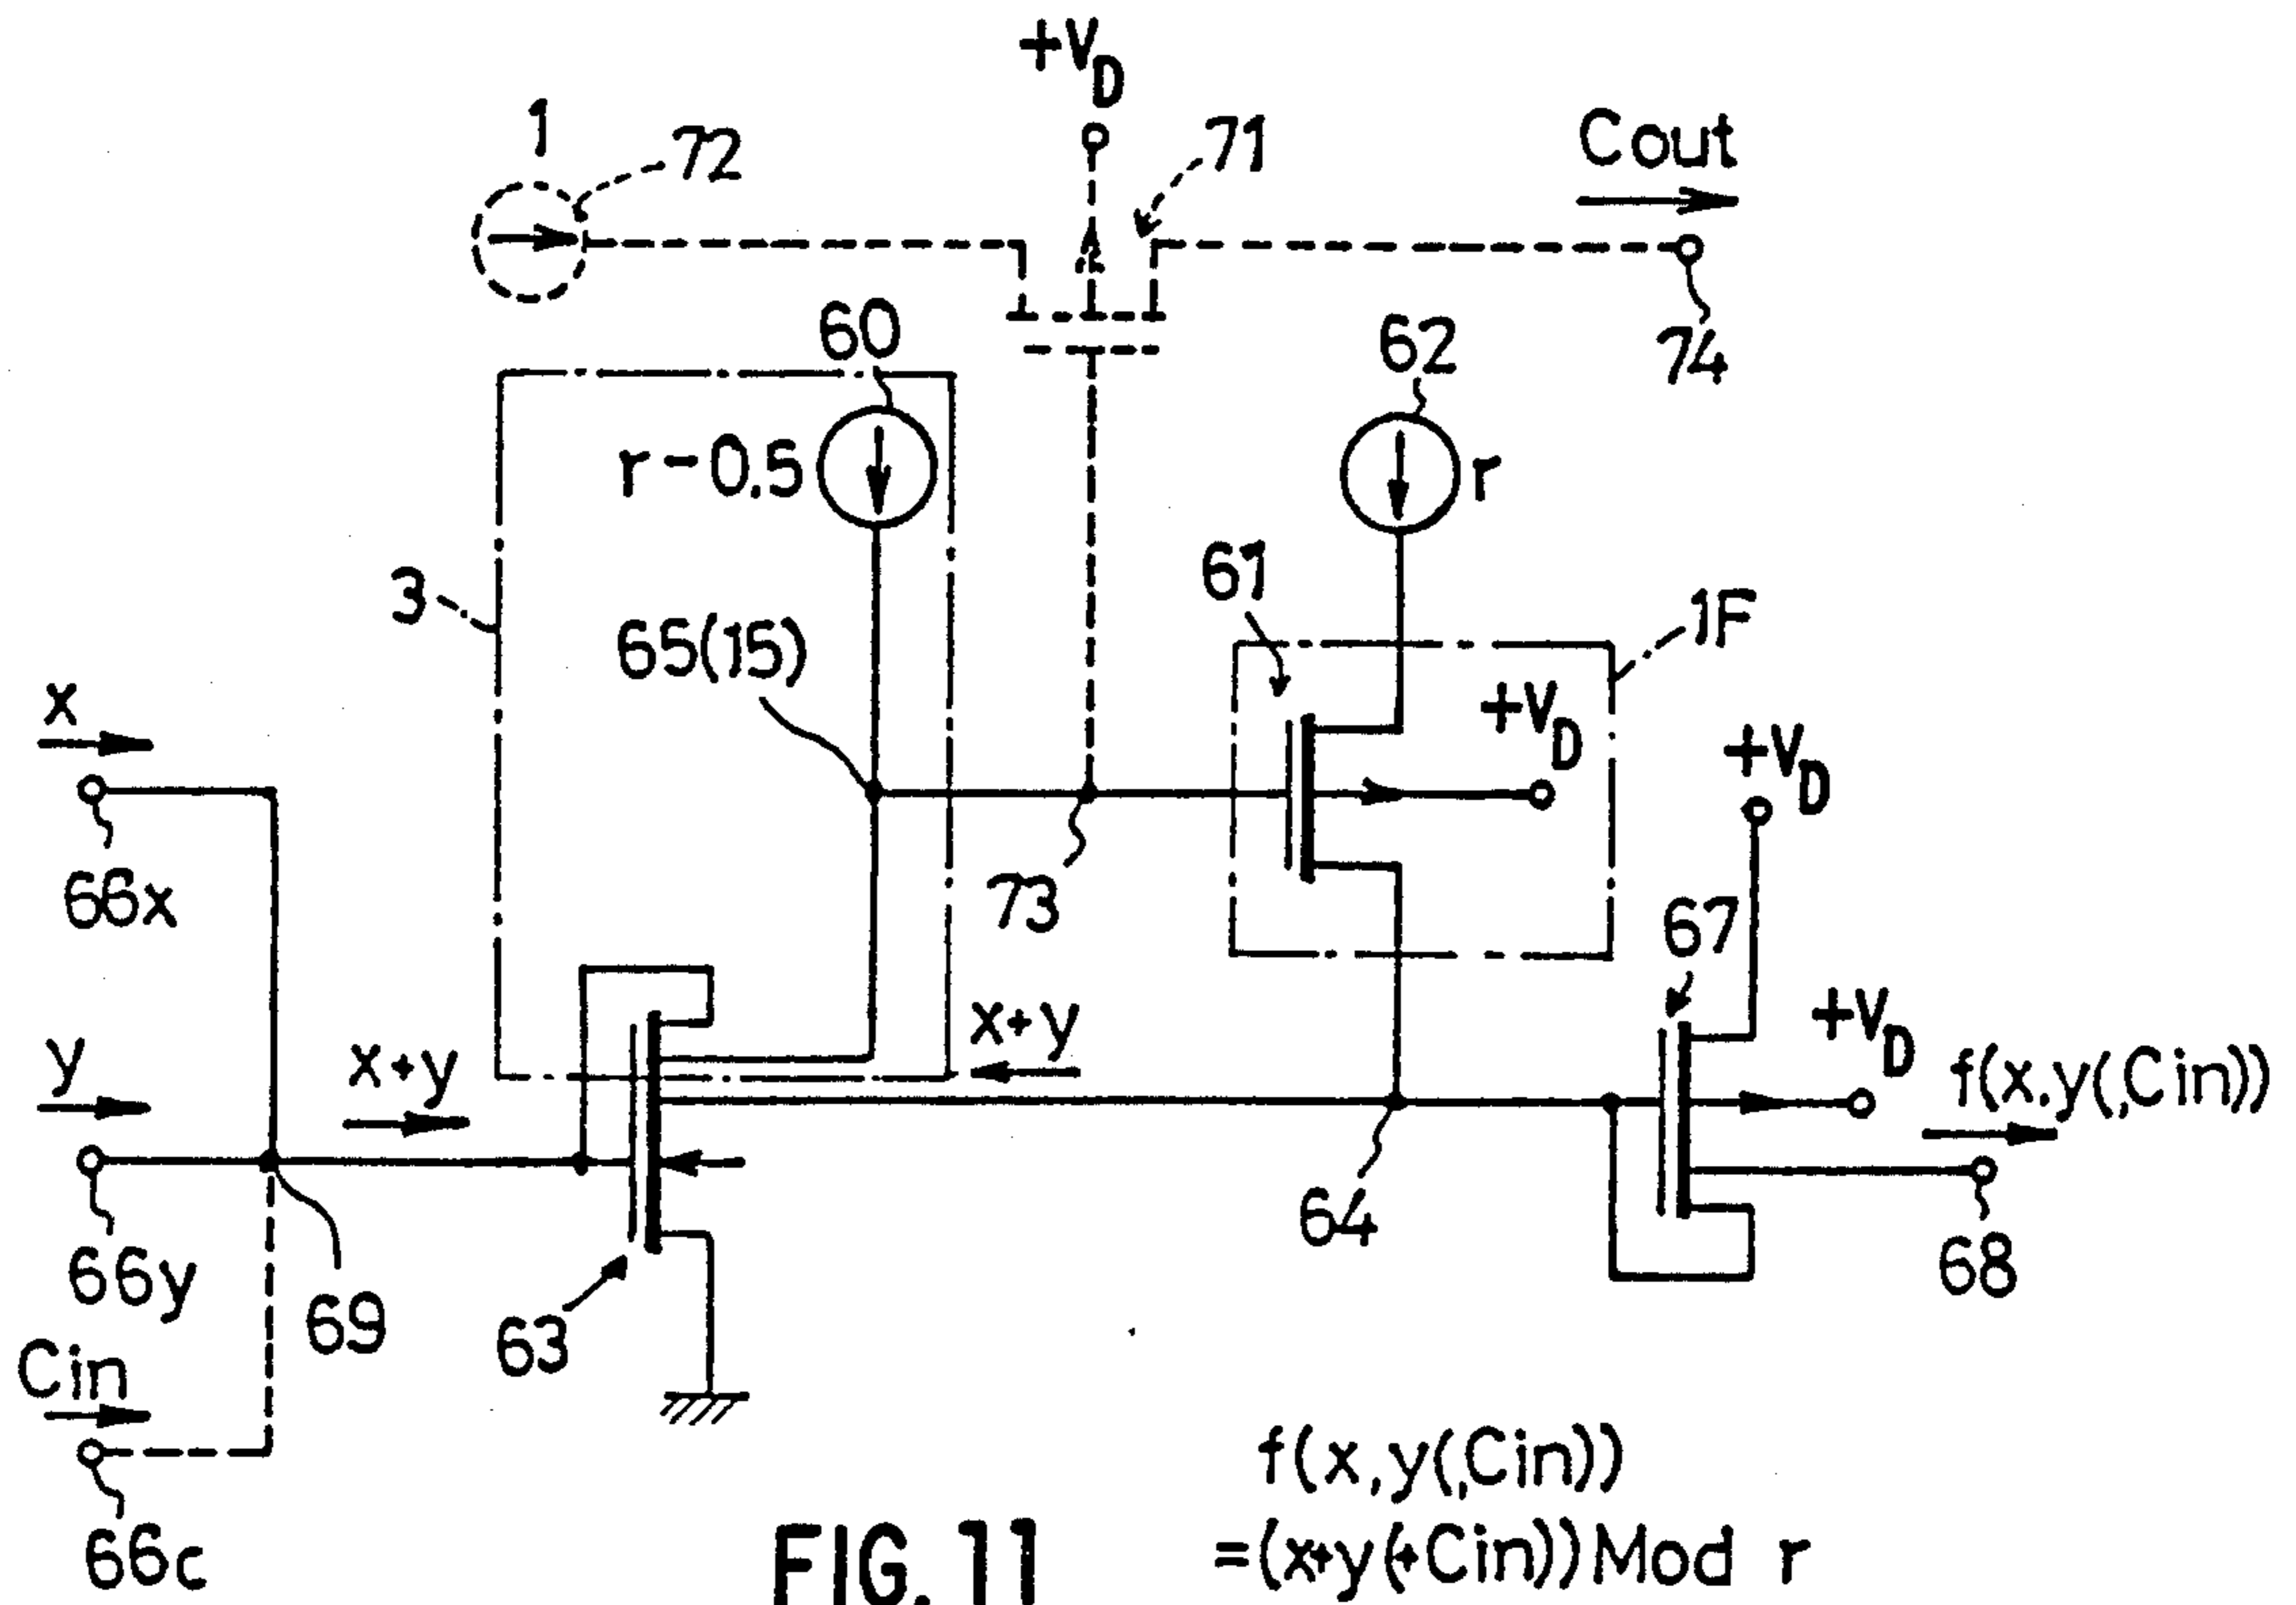 +VD
1
72
71
Cout
60
62
74
r-0.5
r
61
3
65(15)
1F
x
+VD
+VD
66x
73
67
x+y
+VD
y
x+y
f(x.y(,Cin))
64
66y
69
63
68
Cin
f(x,y(,Cin))
66c
FIG. 11
=(x+y(+Cin))Mod r